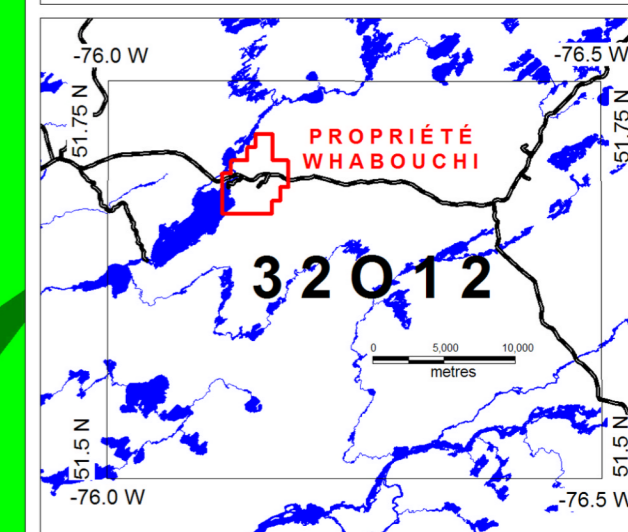 -76.0 W
-76.5 W
51.75 N
51.75 N
PROPRIÉTÉ
WHABOUCHI
32O12
0 5,000 10,000
metres
51.5 N
51.5 N
-76.0 W
-76.5 W